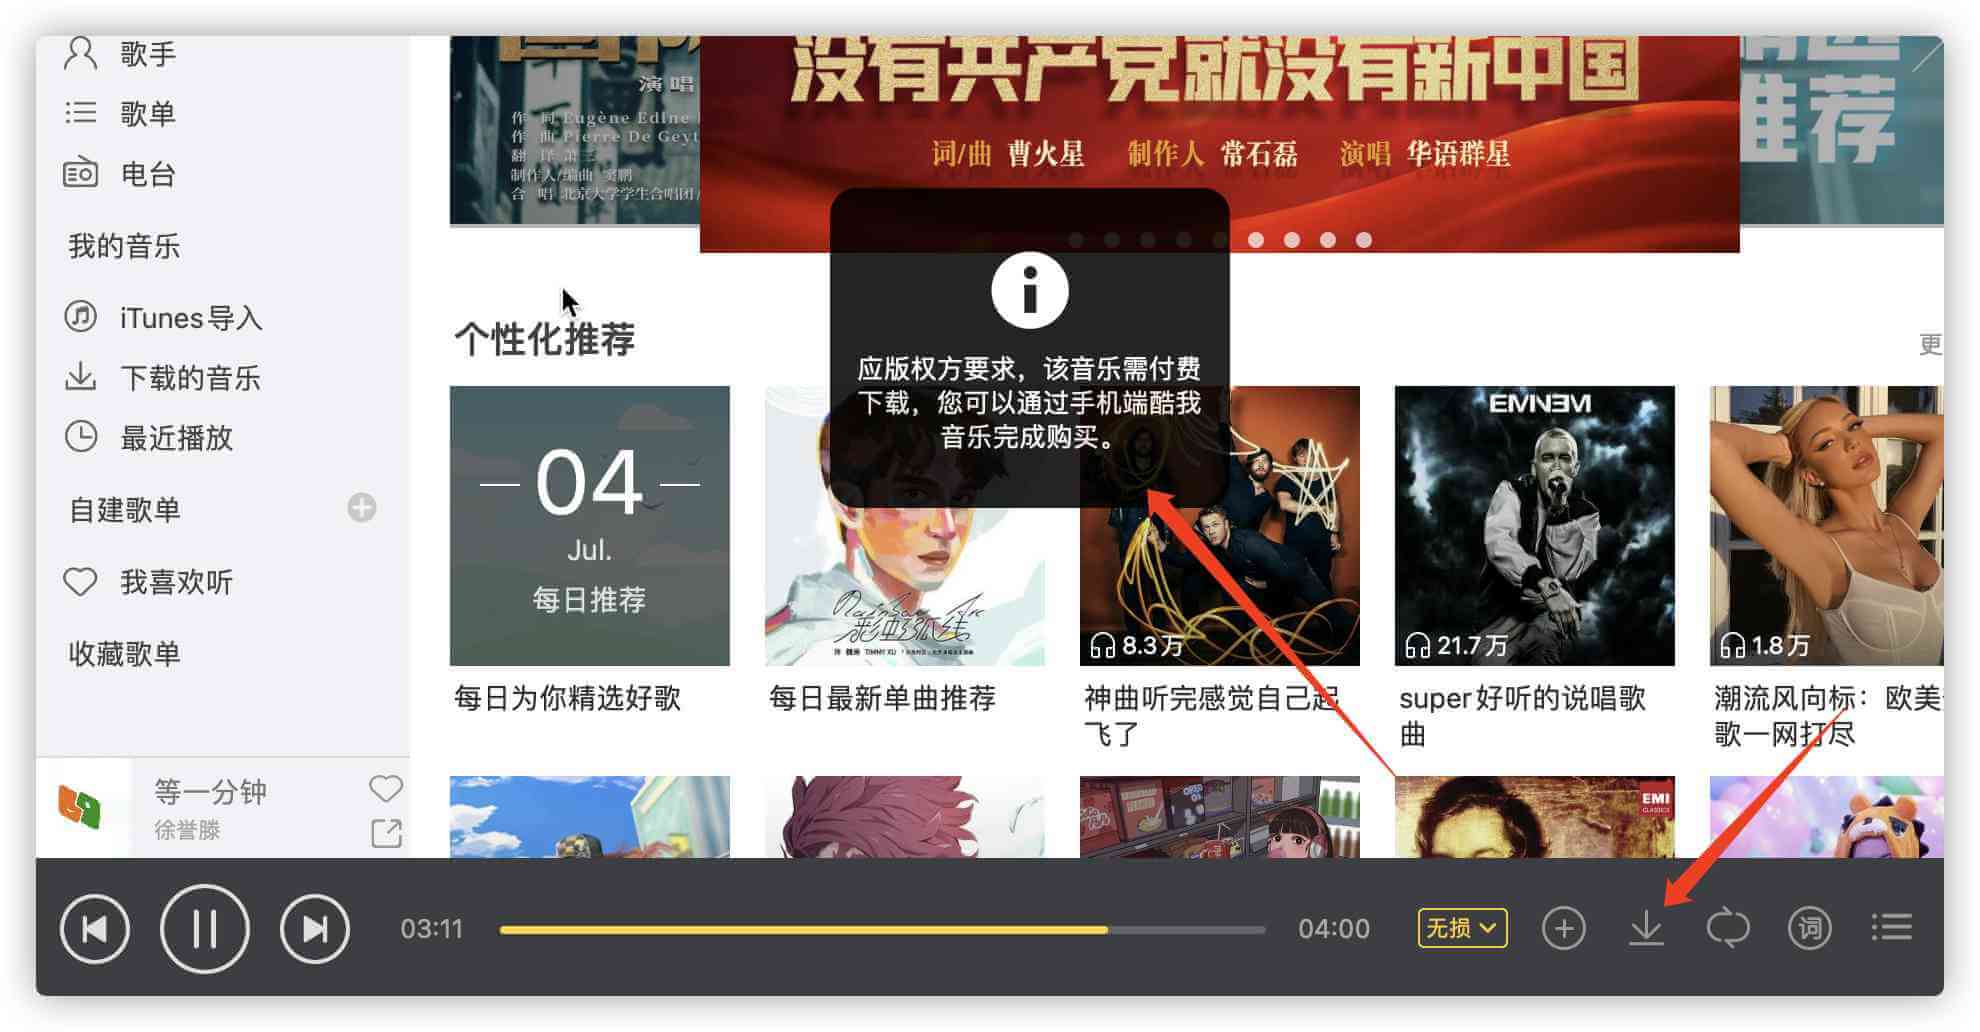 歌手
歌单
电台
我的音乐
iTunes导入
下载的音乐
最近播放
自建歌单
我喜欢听
收藏歌单
等一分钟
徐誉滕
演唱
作 词 Eugène Edine
作 曲 Pierre De Geyt
翻 译 萧三
制作人/编曲 窦鹏
合 唱 北京大学学生合唱团/
没有共产党就没有新中国
词/曲 曹火星 制作人 常石磊 演唱 华语群星
推荐
应版权方要求，该音乐需付费
下载，您可以通过手机端酷我
音乐完成购买。
个性化推荐
更
04
Jul.
每日推荐
每日为你精选好歌
Rainbow Arc
彩虹弧线
TIMMY XU
每日最新单曲推荐
8.3万
神曲听完感觉自己起
飞了
EMINEM
21.7万
super好听的说唱歌
曲
1.8万
潮流风向标：欧美
歌一网打尽
EMI
CLASSICS
03:11
04:00
无损
词